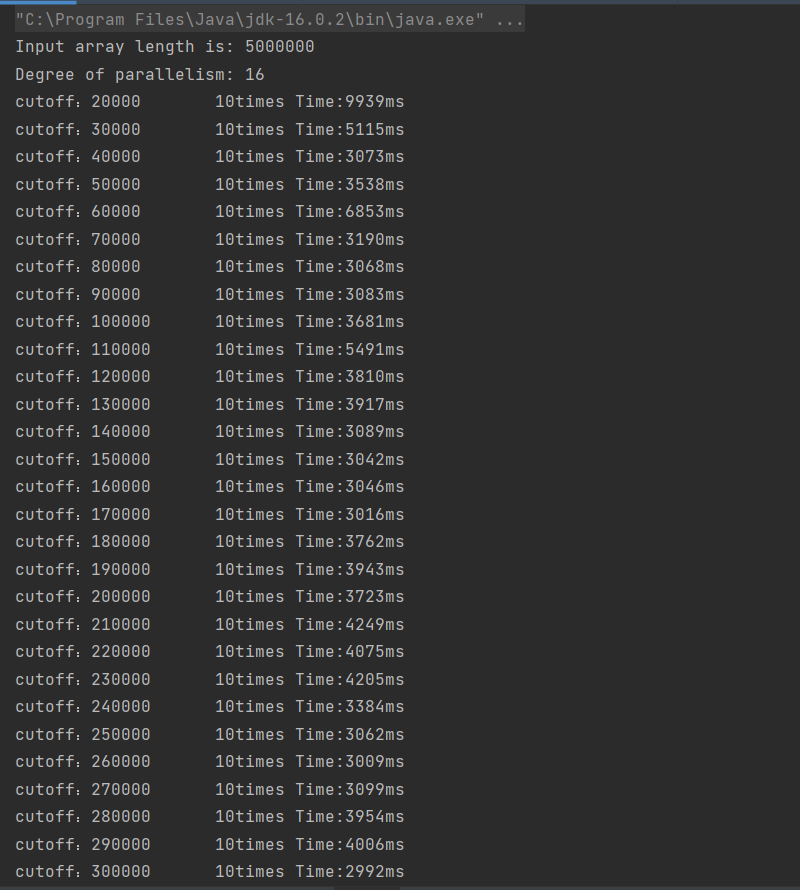 "C:\Program Files\Java\jdk-16.0.2\bin\java.exe" ...
Input array length is: 5000000
Degree of parallelism: 16
cutoff：20000 10times Time:9939ms
cutoff：30000 10times Time:5115ms
cutoff：40000 10times Time:3073ms
cutoff：50000 10times Time:3538ms
cutoff：60000 10times Time:6853ms
cutoff：70000 10times Time:3190ms
cutoff：80000 10times Time:3068ms
cutoff：90000 10times Time:3083ms
cutoff：100000 10times Time:3681ms
cutoff：110000 10times Time:5491ms
cutoff：120000 10times Time:3810ms
cutoff：130000 10times Time:3917ms
cutoff：140000 10times Time:3089ms
cutoff：150000 10times Time:3042ms
cutoff：160000 10times Time:3046ms
cutoff：170000 10times Time:3016ms
cutoff：180000 10times Time:3762ms
cutoff：190000 10times Time:3943ms
cutoff：200000 10times Time:3723ms
cutoff：210000 10times Time:4249ms
cutoff：220000 10times Time:4075ms
cutoff：230000 10times Time:4205ms
cutoff：240000 10times Time:3384ms
cutoff：250000 10times Time:3062ms
cutoff：260000 10times Time:3009ms
cutoff：270000 10times Time:3099ms
cutoff：280000 10times Time:3954ms
cutoff：290000 10times Time:4006ms
cutoff：300000 10times Time:2992ms